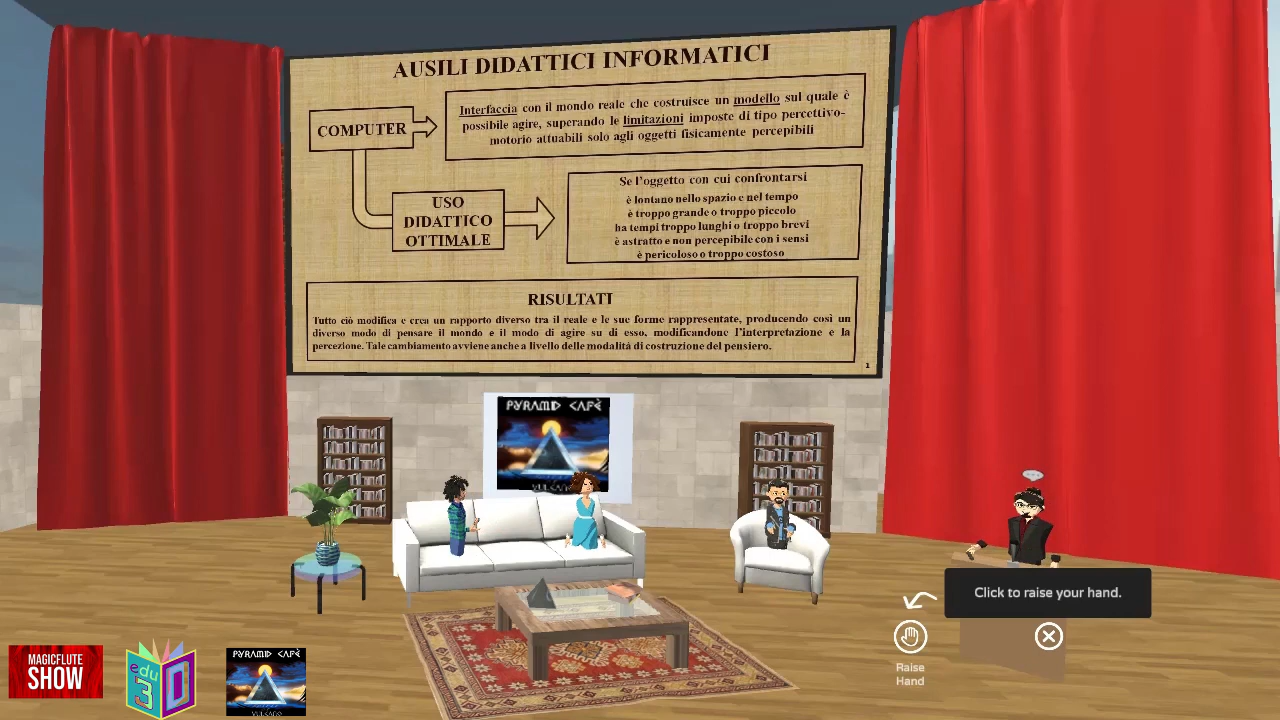 AUSILI DIDATTICI INFORMATICI
COMPUTER
Interfaccia con il mondo reale che costruisce un modello sul quale è
possibile agire, superando le limitazioni imposte di tipo percettivo-
motorio attuabili solo agli oggetti fisicamente percepibili
USO
DIDATTICO
OTTIMALE
Se l'oggetto con cui confrontarsi
è lontano nello spazio e nel tempo
è troppo grande o troppo piccolo
ha tempi troppo lunghi o troppo brevi
è astratto e non percepibile con i sensi
è pericoloso o troppo costoso
RISULTATI
Tutto ciò modifica e crea un rapporto diverso tra il reale e le sue forme rappresentate, producendo così un
diverso modo di pensare il mondo e il modo di agire su di esso, modificandone l'interpretazione e la
percezione. Tale cambiamento avviene anche a livello delle modalità di costruzione del pensiero.
1
PYRAMID CAFÈ
VULCANO
Click to raise your hand.
Raise
Hand
MAGICFLUTE
SHOW
edu
3D
PYRAMID CAFÈ
VULCANO